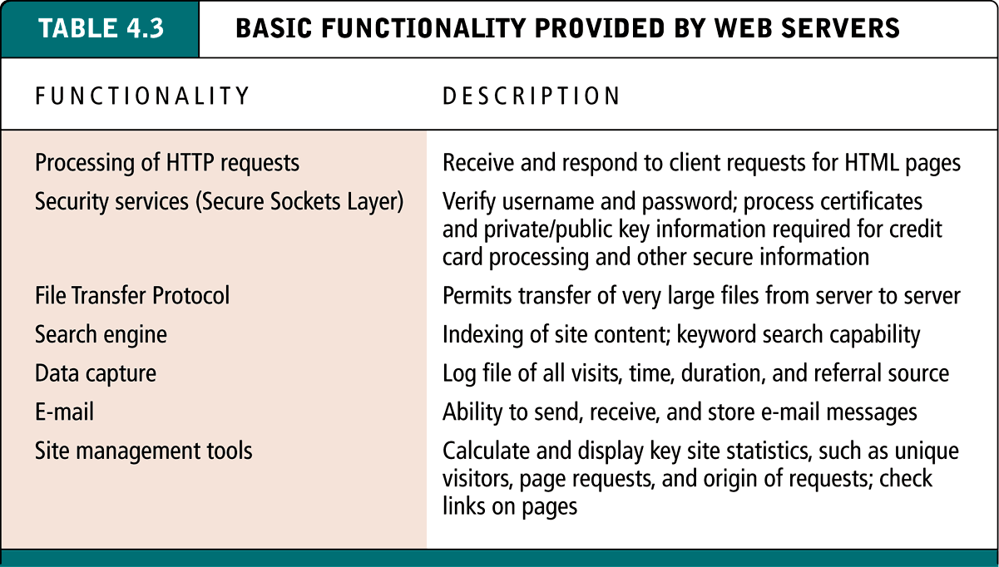 TABLE 4.3 BASIC FUNCTIONALITY PROVIDED BY WEB SERVERS
FUNCTIONALITY DESCRIPTION
Processing of HTTP requests Receive and respond to client requests for HTML pages
Security services (Secure Sockets Layer) Verify username and password; process certificates
and private/public key information required for credit
card processing and other secure information
File Transfer Protocol Permits transfer of very large files from server to server
Search engine Indexing of site content; keyword search capability
Data capture Log file of all visits, time, duration, and referral source
E-mail Ability to send, receive, and store e-mail messages
Site management tools Calculate and display key site statistics, such as unique
visitors, page requests, and origin of requests; check
links on pages